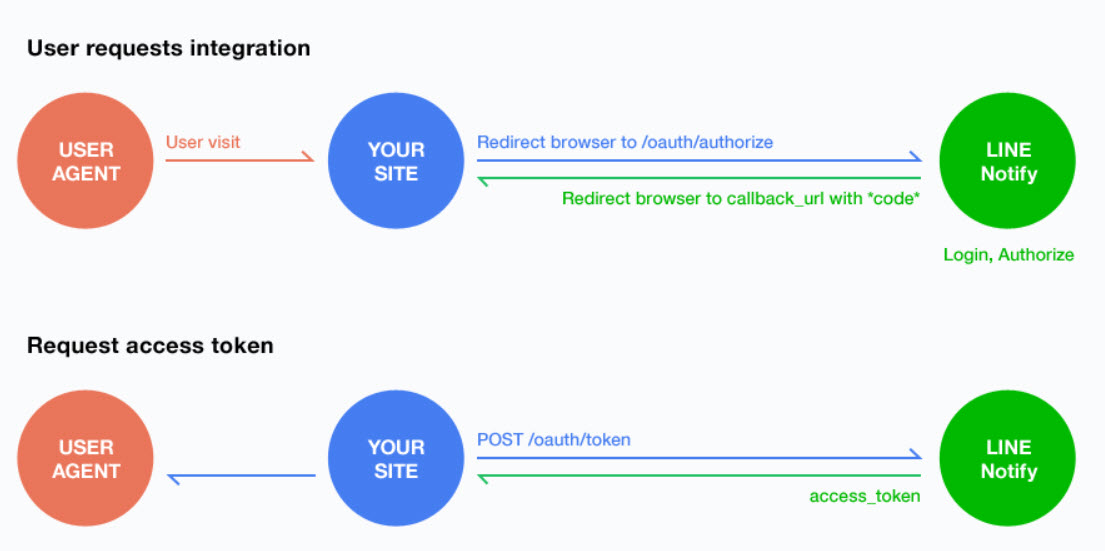 User requests integration
USER
AGENT
User visit
YOUR
SITE
Redirect browser to /oauth/authorize
Redirect browser to callback_url with *code*
LINE
Notify
Login, Authorize
Request access token
USER
AGENT
YOUR
SITE
POST /oauth/token
access_token
LINE
Notify